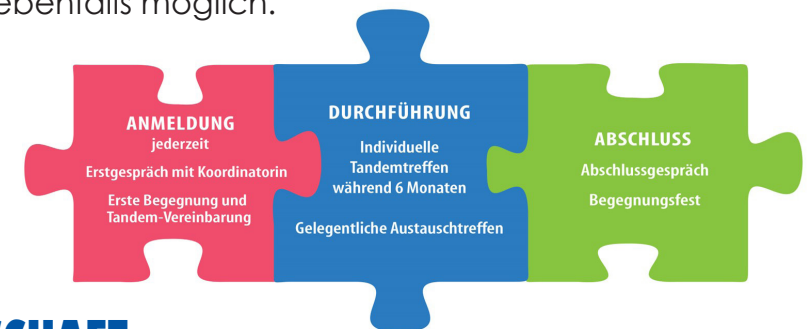 ebenfalls möglich.
ANMELDUNG
jederzeit
Erstgespräch mit Koordinatorin
Erste Begegnung und
Tandem-Vereinbarung
DURCHFÜHRUNG
Individuelle
Tandemtreffen
während 6 Monaten
Gelegentliche Austauschtreffen
ABSCHLUSS
Abschlussgespräch
Begegnungsfest